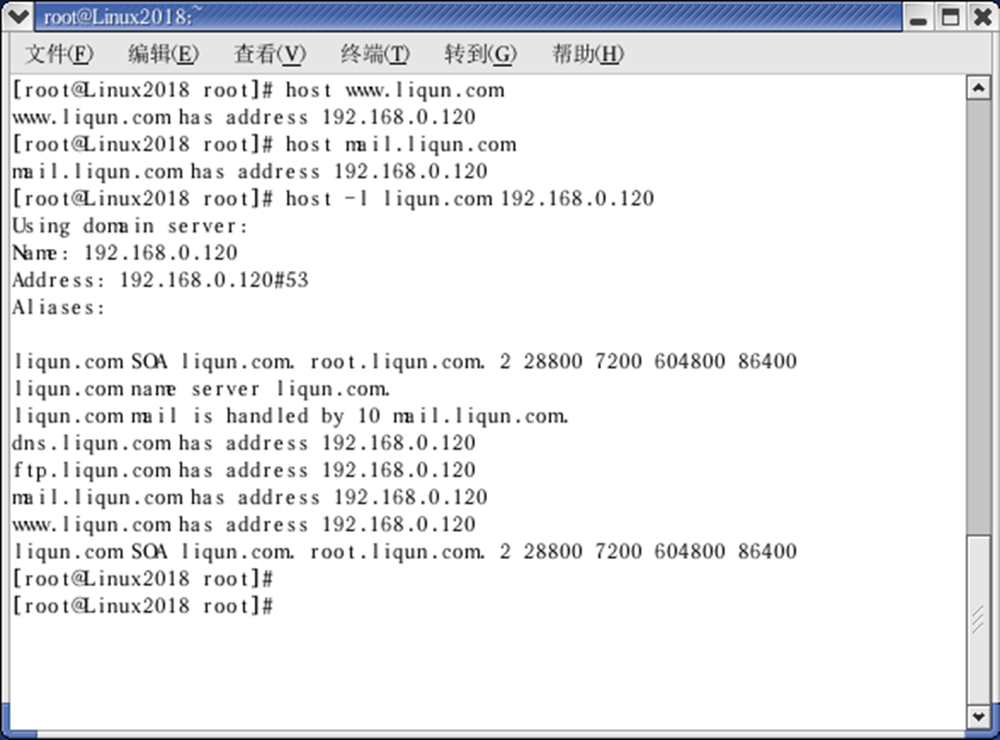 root@Linux2018:~
文件(F) 编辑(E) 查看(V) 终端(T) 转到(G) 帮助(H)
[root@Linux2018 root]# host www.liqun.com
www.liqun.com has address 192.168.0.120
[root@Linux2018 root]# host mail.liqun.com
mail.liqun.com has address 192.168.0.120
[root@Linux2018 root]# host -l liqun.com 192.168.0.120
Using domain server:
Name: 192.168.0.120
Address: 192.168.0.120#53
Aliases:
liqun.com SOA liqun.com. root.liqun.com. 2 28800 7200 604800 86400
liqun.com name server liqun.com.
liqun.com mail is handled by 10 mail.liqun.com.
dns.liqun.com has address 192.168.0.120
ftp.liqun.com has address 192.168.0.120
mail.liqun.com has address 192.168.0.120
www.liqun.com has address 192.168.0.120
liqun.com SOA liqun.com. root.liqun.com. 2 28800 7200 604800 86400
[root@Linux2018 root]#
[root@Linux2018 root]#